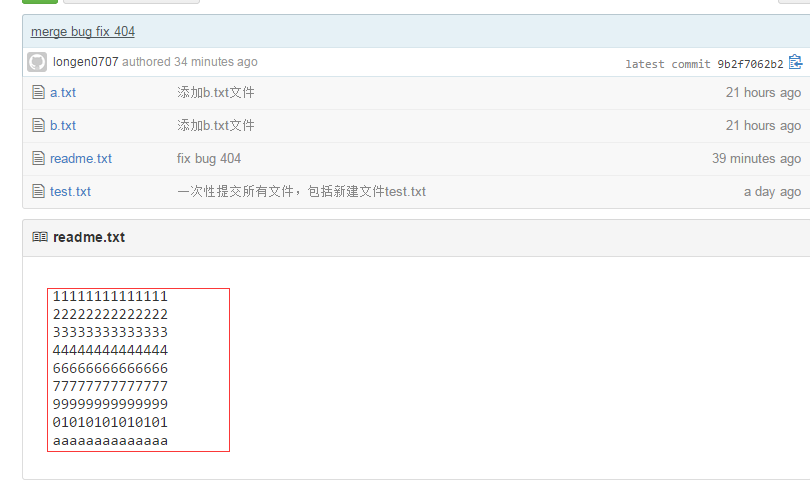 merge bug fix 404
longen0707 authored 34 minutes ago latest commit 9b2f7062b2
a.txt 添加b.txt文件 21 hours ago
b.txt 添加b.txt文件 21 hours ago
readme.txt fix bug 404 39 minutes ago
test.txt 一次性提交所有文件，包括新建文件test.txt a day ago
readme.txt
11111111111111
22222222222222
33333333333333
44444444444444
66666666666666
77777777777777
99999999999999
01010101010101
aaaaaaaaaaaaaa